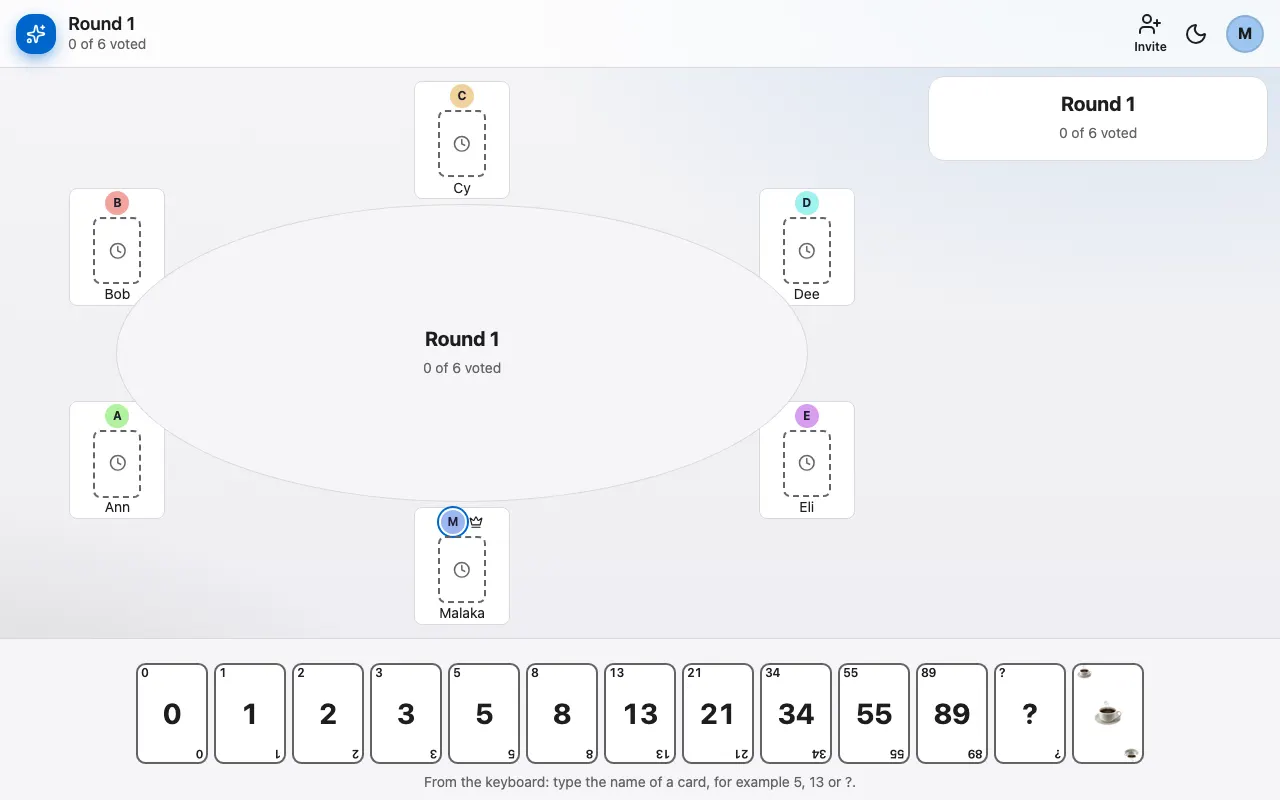 Round 1
0 of 6 voted
Invite
M
Round 1
0 of 6 voted
C
Cy
B
Bob
D
Dee
Round 1
0 of 6 voted
A
Ann
E
Eli
M
Malaka
0 1 2 3 5 8 13 21 34 55 89 ?
0 1 2 3 5 8 13 21 34 55 89 ?
0 1 2 3 5 8 13 21 34 55 89 ?
From the keyboard: type the name of a card, for example 5, 13 or ?.